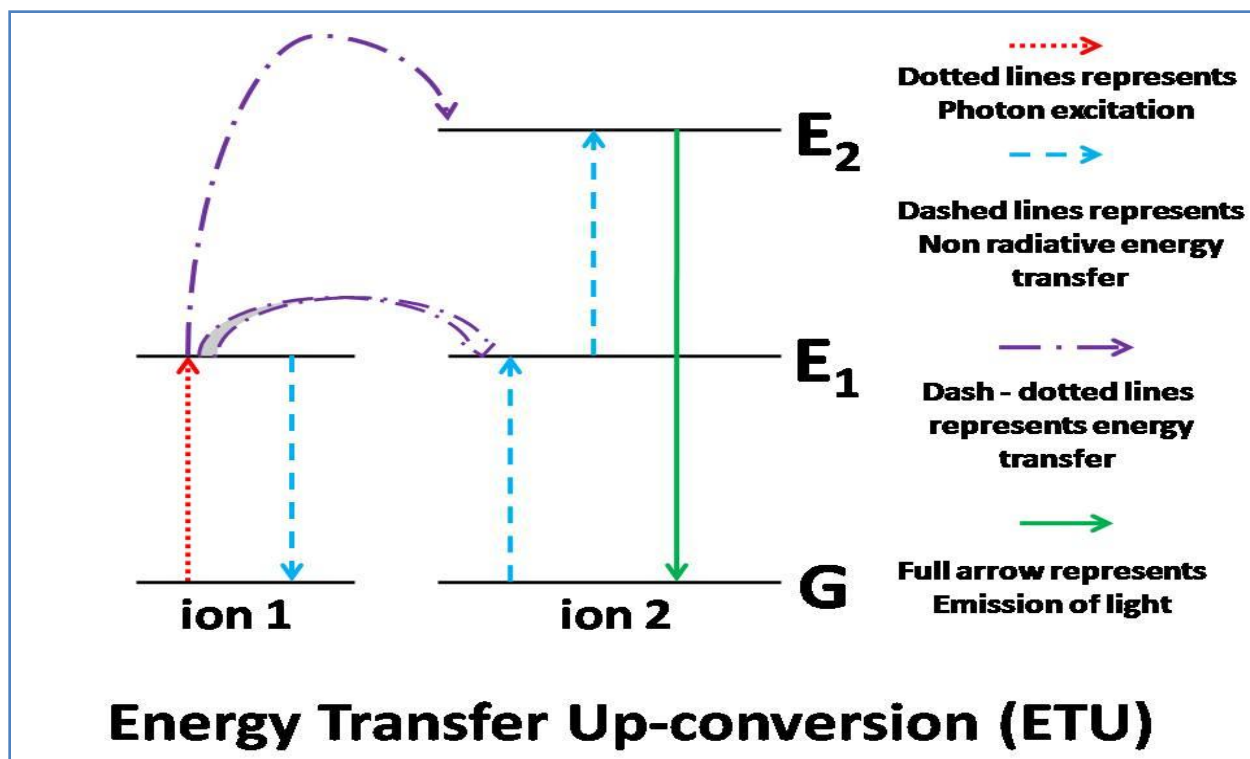 Dotted lines represents
Photon excitation
E₂
Dashed lines represents
Non radiative energy
transfer
E₁
Dash - dotted lines
represents energy
transfer
G
Full arrow represents
Emission of light
ion 1
ion 2
Energy Transfer Up-conversion (ETU)